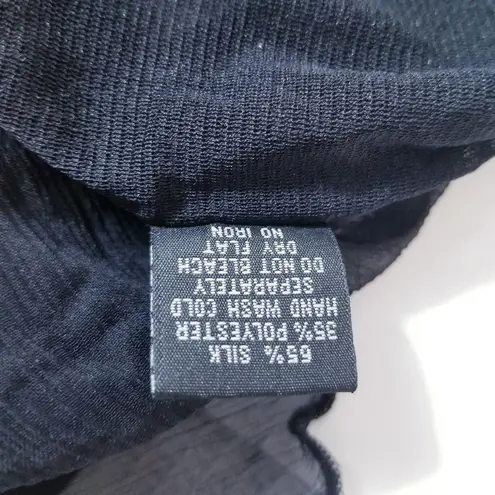 65% SILK
35% POLYESTER
HAND WASH COLD
SEPARATELY
DO NOT BLEACH
DRY FLAT
NO IRON